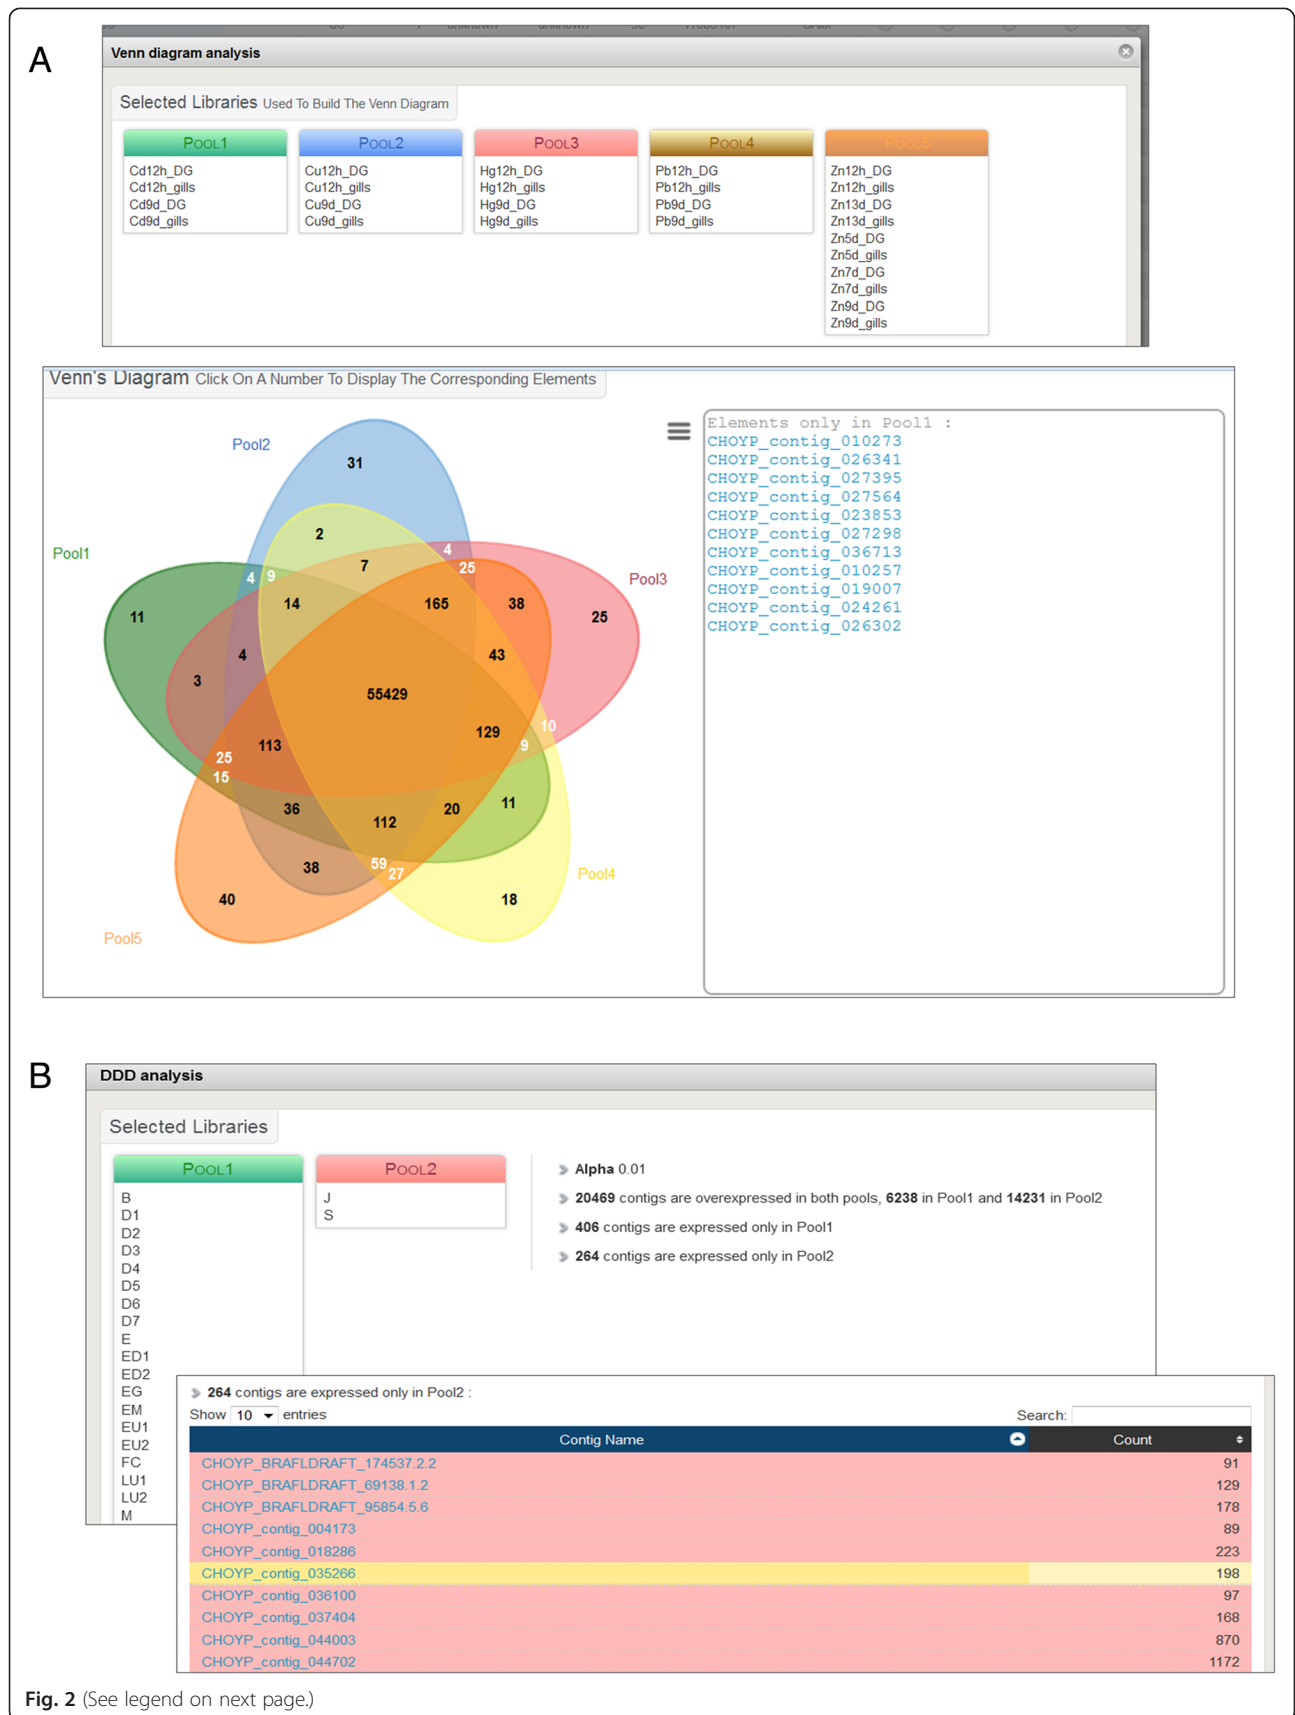 A
Venn diagram analysis
Selected Libraries Used To Build The Venn Diagram
POOL1
Cd12h_DG
Cd12h_gills
Cd9d_DG
Cd9d_gills
POOL2
Cu12h_DG
Cu12h_gills
Cu9d_DG
Cu9d_gills
POOL3
Hg12h_DG
Hg12h_gills
Hg9d_DG
Hg9d_gills
POOL4
Pb12h_DG
Pb12h_gills
Pb9d_DG
Pb9d_gills
POOL5
Zn12h_DG
Zn12h_gills
Zn13d_DG
Zn13d_gills
Zn5d_DG
Zn5d_gills
Zn7d_DG
Zn7d_gills
Zn9d_DG
Zn9d_gills
Venn's Diagram Click On A Number To Display The Corresponding Elements
Pool2
31
2
Pool1
4
7
25
4 9
Pool3
14
165
38
11
25
4
43
3
55429
10
129
9
113
25
15
36
20
11
112
59
38
27
Pool4
40
18
Pool5
Elements only in Pool1 :
CHOYP_contig_010273
CHOYP_contig_026341
CHOYP_contig_027395
CHOYP_contig_027564
CHOYP_contig_023853
CHOYP_contig_027298
CHOYP_contig_036713
CHOYP_contig_010257
CHOYP_contig_019007
CHOYP_contig_024261
CHOYP_contig_026302
B
DDD analysis
Selected Libraries
POOL1
B
D1
D2
D3
D4
D5
D6
D7
E
ED1
ED2
EG
EM
EU1
EU2
FC
LU1
LU2
M
POOL2
J
S
Alpha 0.01
20469 contigs are overexpressed in both pools, 6238 in Pool1 and 14231 in Pool2
406 contigs are expressed only in Pool1
264 contigs are expressed only in Pool2
264 contigs are expressed only in Pool2 :
Show 10 entries Search:
Contig Name Count
CHOYP_BRAFLDRAFT_174537.2.2 91
CHOYP_BRAFLDRAFT_69138.1.2 129
CHOYP_BRAFLDRAFT_95854.5.6 178
CHOYP_contig_004173 89
CHOYP_contig_018286 223
CHOYP_contig_035266 198
CHOYP_contig_036100 97
CHOYP_contig_037404 168
CHOYP_contig_044003 870
CHOYP_contig_044702 1172
Fig. 2 (See legend on next page.)